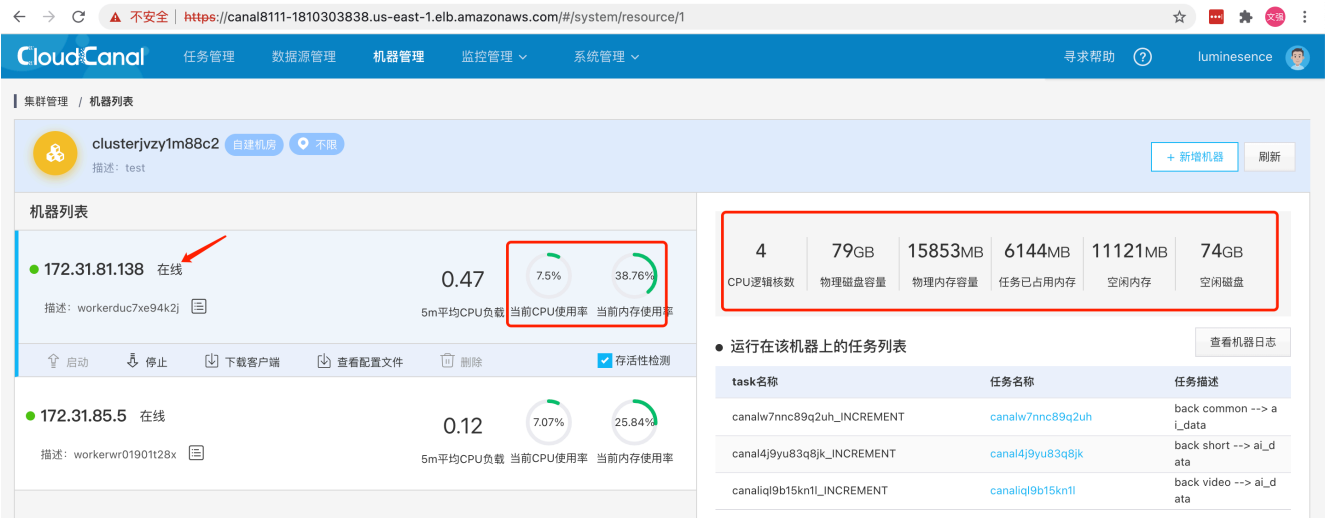 不安全 https://canal8111-1810303838.us-east-1.elb.amazonaws.com/#/system/resource/1 文强
CloudCanal 任务管理 数据源管理 机器管理 监控管理 系统管理 寻求帮助 ? luminesence
集群管理 / 机器列表
clusterjvzy1m88c2 自建机房 不限
描述: test
+ 新增机器 刷新
机器列表
172.31.81.138 在线
描述: workerduc7xe94k2j
0.47 7.5% 38.76%
5m平均CPU负载 当前CPU使用率 当前内存使用率
启动 停止 下载客户端 查看配置文件 删除 存活性检测
172.31.85.5 在线
描述: workerwr01901t28x
0.12 7.07% 25.84%
5m平均CPU负载 当前CPU使用率 当前内存使用率
4 79GB 15853MB 6144MB 11121MB 74GB
CPU逻辑核数 物理磁盘容量 物理内存容量 任务已占用内存 空闲内存 空闲磁盘
运行在该机器上的任务列表 查看机器日志
task名称 任务名称 任务描述
canalw7nnc89q2uh_INCREMENT canalw7nnc89q2uh back common --> a
i_data
canal4j9yu83q8jk_INCREMENT canal4j9yu83q8jk back short --> ai_d
ata
canaliql9b15kn1l_INCREMENT canaliql9b15kn1l back video --> ai_d
ata